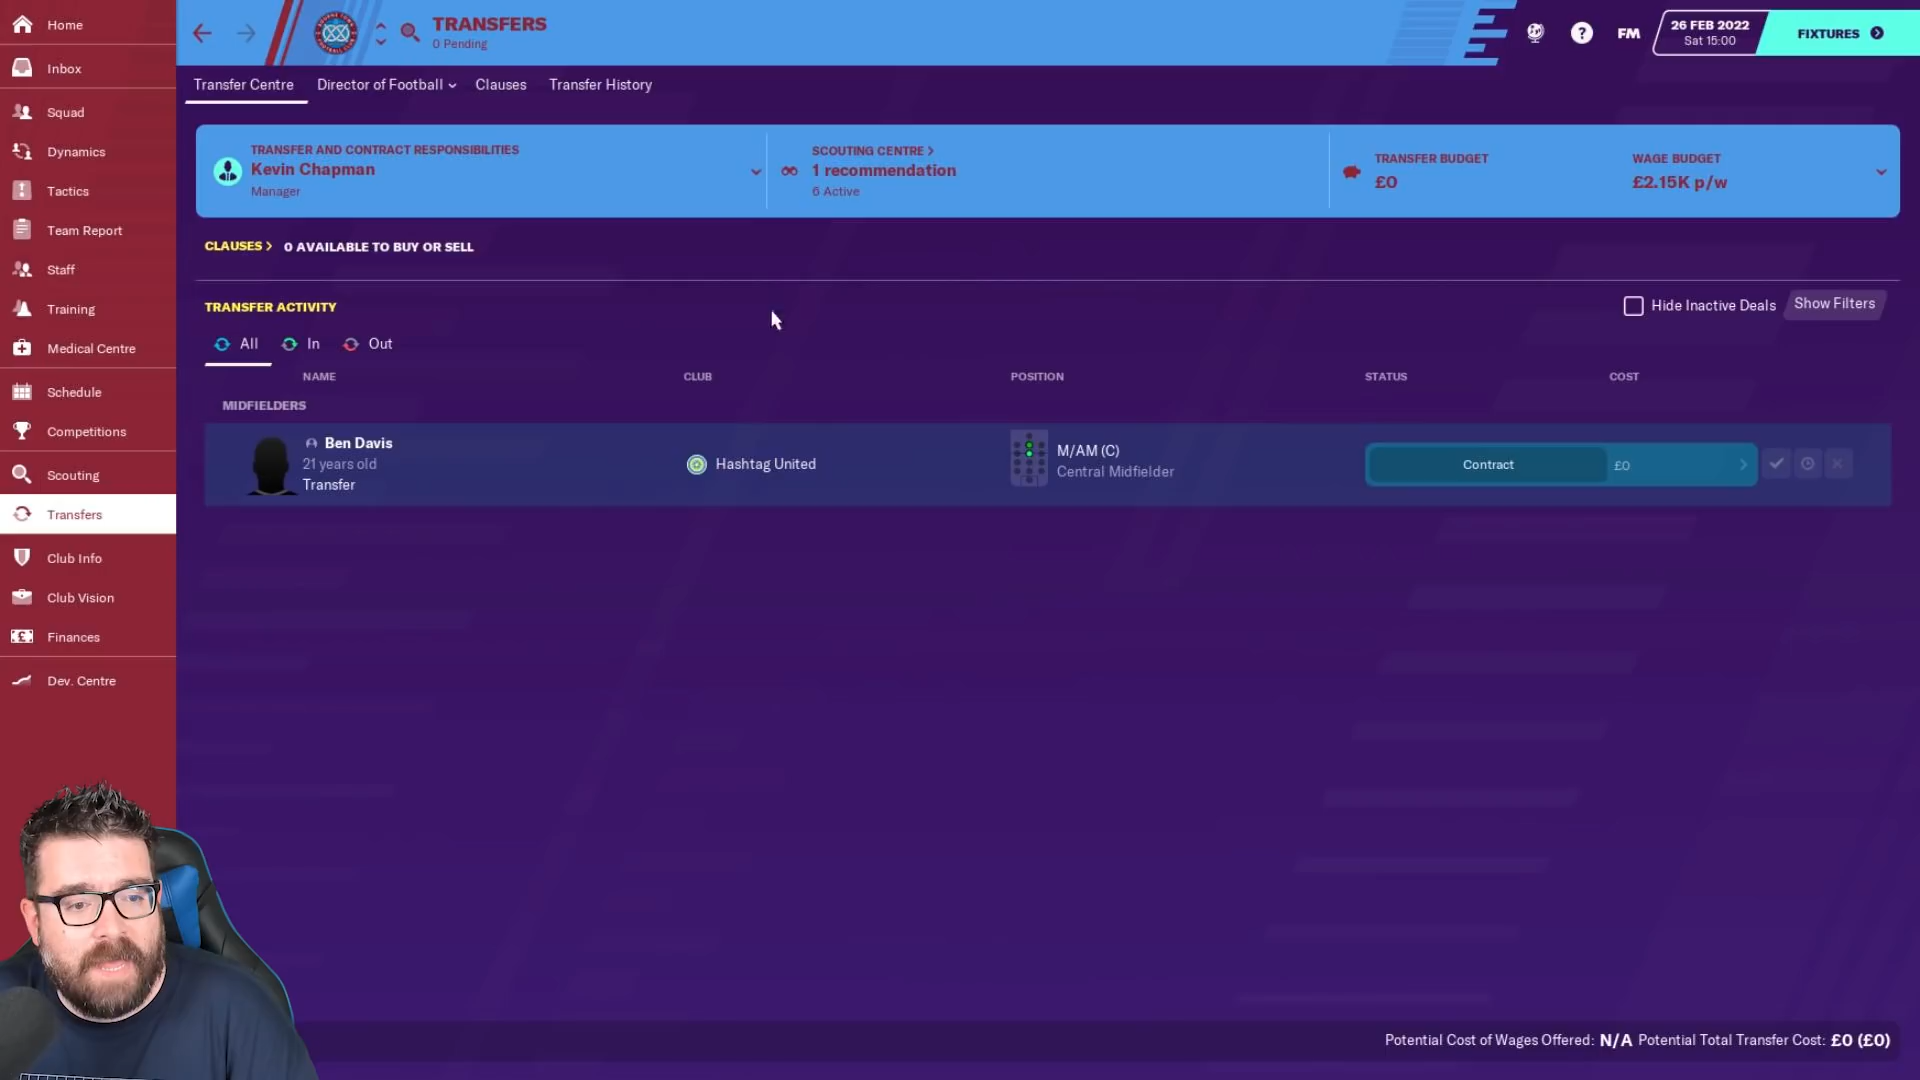 Home
Inbox
Squad
Dynamics
Tactics
Team Report
Staff
Training
Medical Centre
Schedule
Competitions
Scouting
Transfers
Club Info
Club Vision
Finances
Dev. Centre
TRANSFERS
0 Pending
?
FM
26 FEB 2022
Sat 15:00
FIXTURES
Transfer Centre
Director of Football
Clauses
Transfer History
TRANSFER AND CONTRACT RESPONSIBILITIES
Kevin Chapman
Manager
SCOUTING CENTRE >
1 recommendation
6 Active
TRANSFER BUDGET
£0
WAGE BUDGET
£2.15K p/w
CLAUSES > 0 AVAILABLE TO BUY OR SELL
TRANSFER ACTIVITY
Hide Inactive Deals
Show Filters
All
In
Out
NAME CLUB POSITION STATUS COST
MIDFIELDERS
Ben Davis
21 years old
Transfer
Hashtag United
M/AM (C)
Central Midfielder
Contract
£0
Potential Cost of Wages Offered: N/A Potential Total Transfer Cost: £0 (£0)